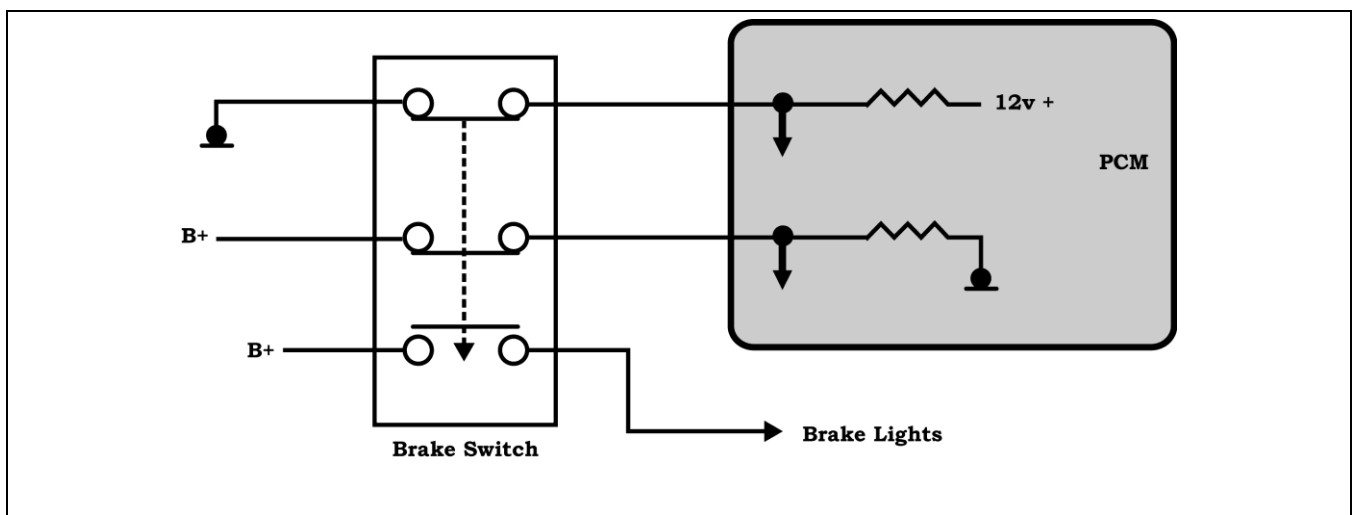 12v +
PCM
B+
B+
Brake Switch
Brake Lights